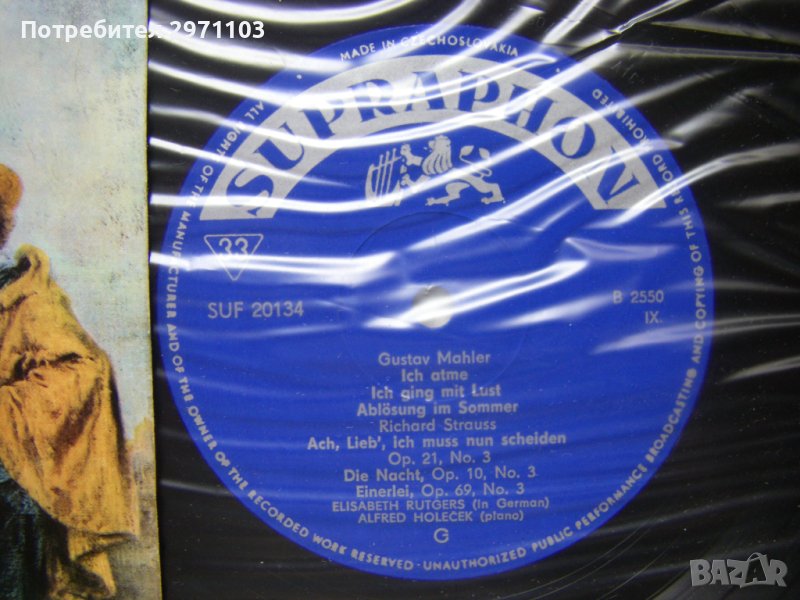 Потребител 2971103
MADE IN CZECHOSLOVAKIA
SUPRAPHON
33
SUF 20134
B 2550
IX.
Gustav Mahler
Ich atme
Ich ging mit Lust
Ablösung im Sommer
Richard Strauss
Ach, Lieb', ich muss nun scheiden
Op. 21, No. 3
Die Nacht, Op. 10, No. 3
Einerlei, Op. 69, No. 3
ELISABETH RUTGERS (in German)
ALFRED HOLEČEK (piano)
G
ALL RIGHTS OF THE MANUFACTURER AND OF THE OWNER OF THE RECORDED WORK RESERVED · UNAUTHORIZED PUBLIC PERFORMANCE BROADCASTING AND COPYING OF THIS RECORD PROHIBITED
BAZAR